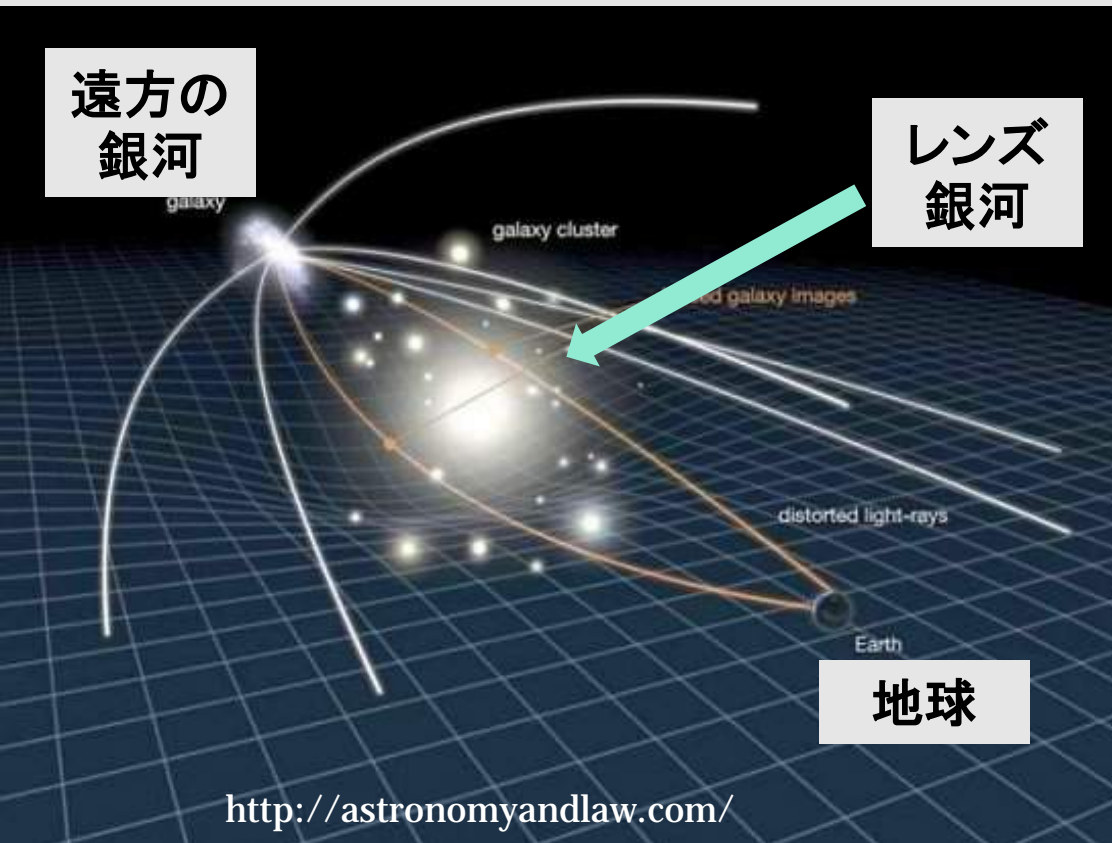 遠方の
銀河
レンズ
銀河
galaxy
galaxy cluster
galaxy images
distorted light-rays
Earth
地球
http://astronomyandlaw.com/